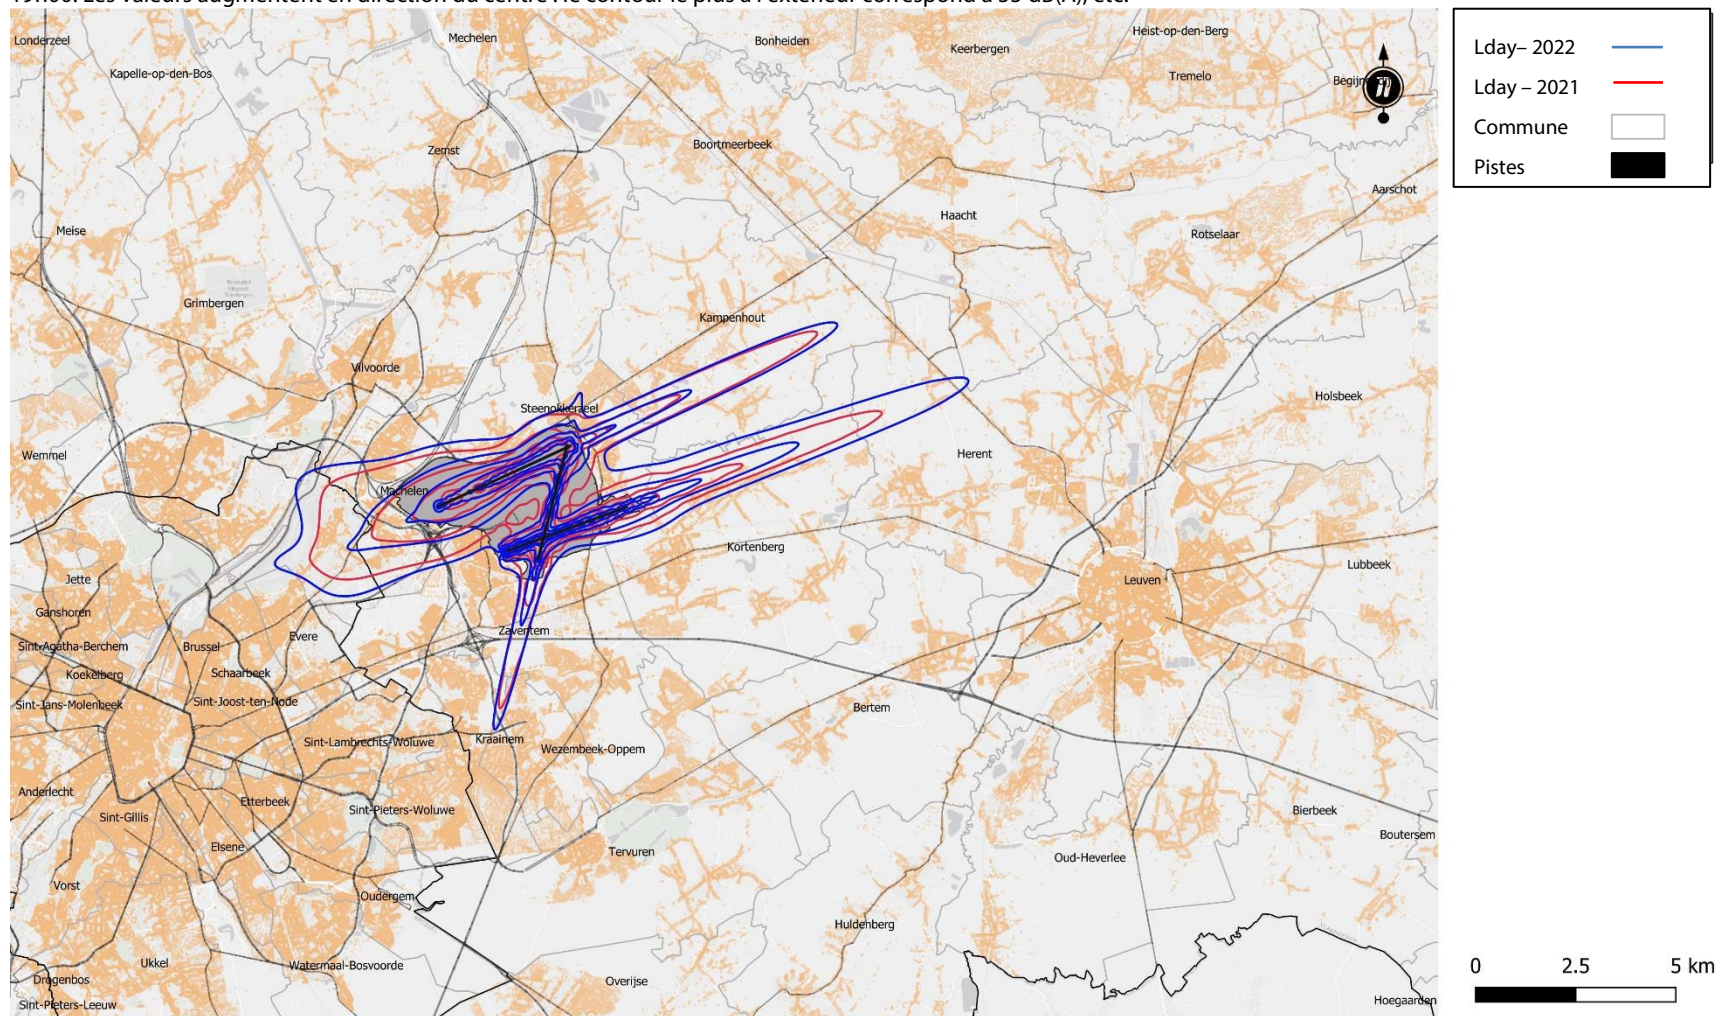 Londerzeel
Mechelen
Bonheiden
Keerbergen
Heist-op-den-Berg
Kapelle-op-den-Bos
Tremelo
Zemst
Boortmeerbeek
Aarschot
Meise
Haacht
Rotselaar
Grimbergen
Kampenhout
Vilvoorde
Steenokkerzeel
Holsbeek
Wemmel
Herent
Machelen
Kortenberg
Lubbeek
Jette
Leuven
Ganshoren
Zaventem
Evere
Sint-Agatha-Berchem
Brussel
Koekelberg
Schaarbeek
Sint-Jans-Molenbeek
Sint-Joost-ten-Node
Bertem
Sint-Lambrechts-Woluwe
Kraainem
Wezembeek-Oppem
Anderlecht
Etterbeek
Sint-Pieters-Woluwe
Bierbeek
Sint-Gillis
Boutersem
Elsene
Tervuren
Oud-Heverlee
Vorst
Oudergem
Huldenberg
Ukkel
Watermaal-Bosvoorde
Drogenbos
Overijse
Sint-Pieters-Leeuw
Hoegaarden
Lday– 2022
Lday – 2021
Commune
Pistes
0 2.5 5 km